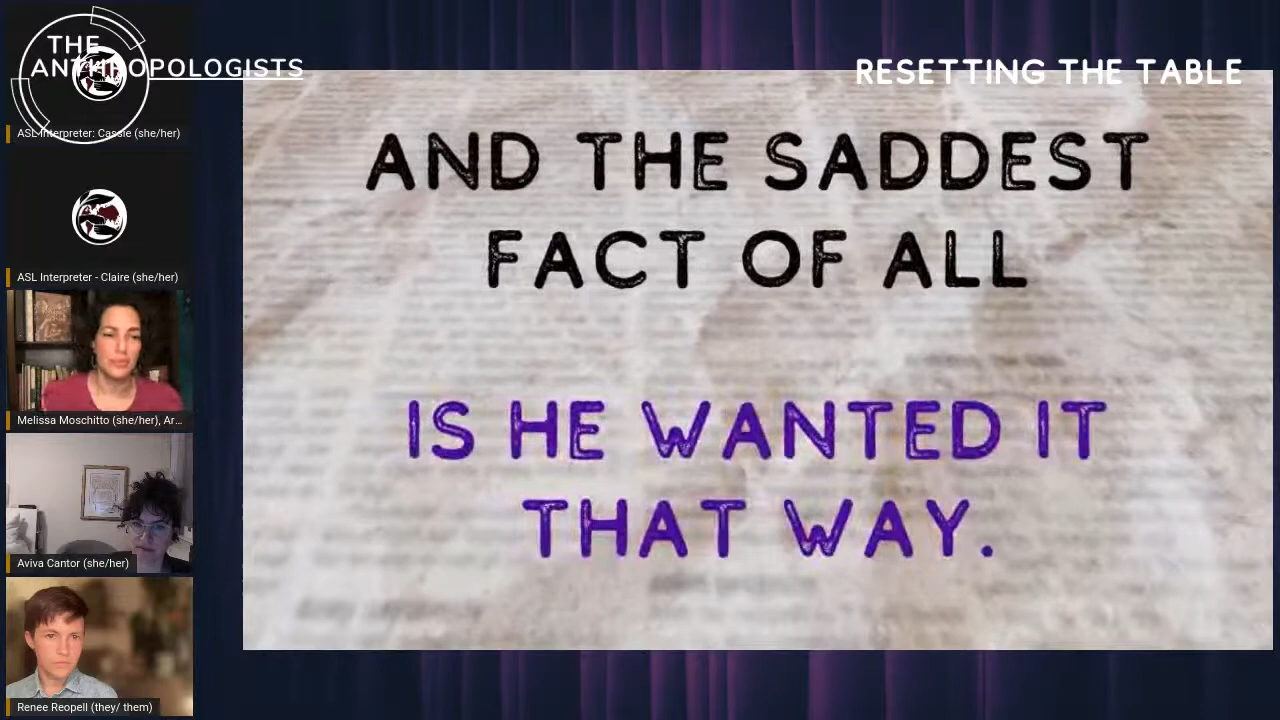 THE
ANTHROPOLOGISTS
RESETTING THE TABLE
ASL Interpreter: Cassie (she/her)
ASL Interpreter - Claire (she/her)
Melissa Moschitto (she/her), Ar...
Aviva Cantor (she/her)
Renee Reopell (they/ them)
AND THE SADDEST
FACT OF ALL
IS HE WANTED IT
THAT WAY.